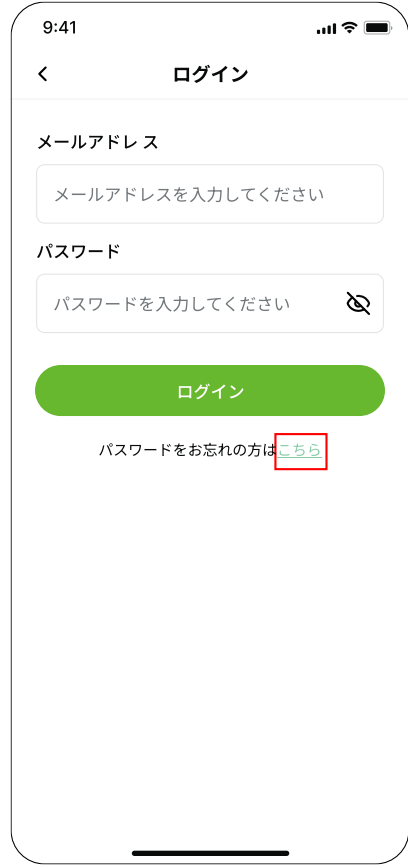 9:41
ログイン
メールアドレス
メールアドレスを入力してください
パスワード
パスワードを入力してください
ログイン
パスワードをお忘れの方はこちら